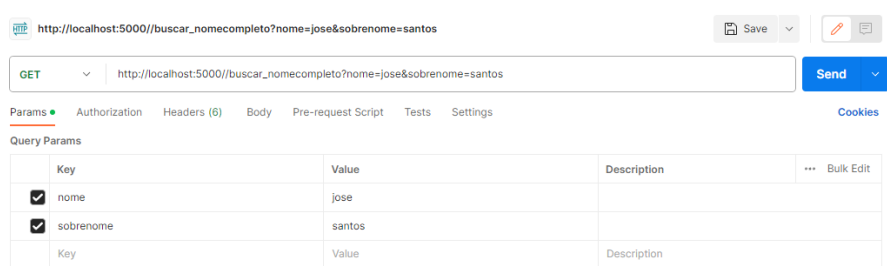 HTTP http://localhost:5000//buscar_nomecompleto?nome=jose&sobrenome=santos Save
GET http://localhost:5000//buscar_nomecompleto?nome=jose&sobrenome=santos Send
Params Authorization Headers (6) Body Pre-request Script Tests Settings Cookies
Query Params
Key Value Description ••• Bulk Edit
nome jose
sobrenome santos
Key Value Description